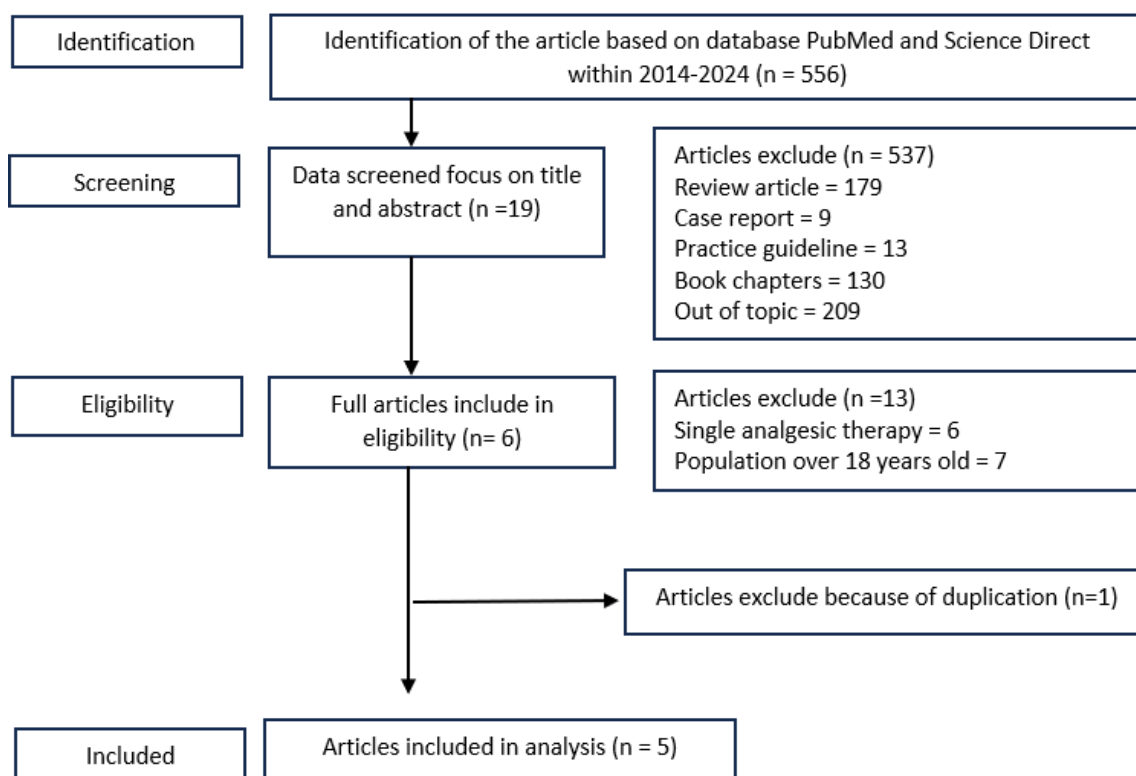 Identification
Identification of the article based on database PubMed and Science Direct
within 2014-2024 (n = 556)
Screening
Data screened focus on title
and abstract (n =19)
Articles exclude (n = 537)
Review article = 179
Case report = 9
Practice guideline = 13
Book chapters = 130
Out of topic = 209
Eligibility
Full articles include in
eligibility (n= 6)
Articles exclude (n =13)
Single analgesic therapy = 6
Population over 18 years old = 7
Articles exclude because of duplication (n=1)
Included
Articles included in analysis (n = 5)